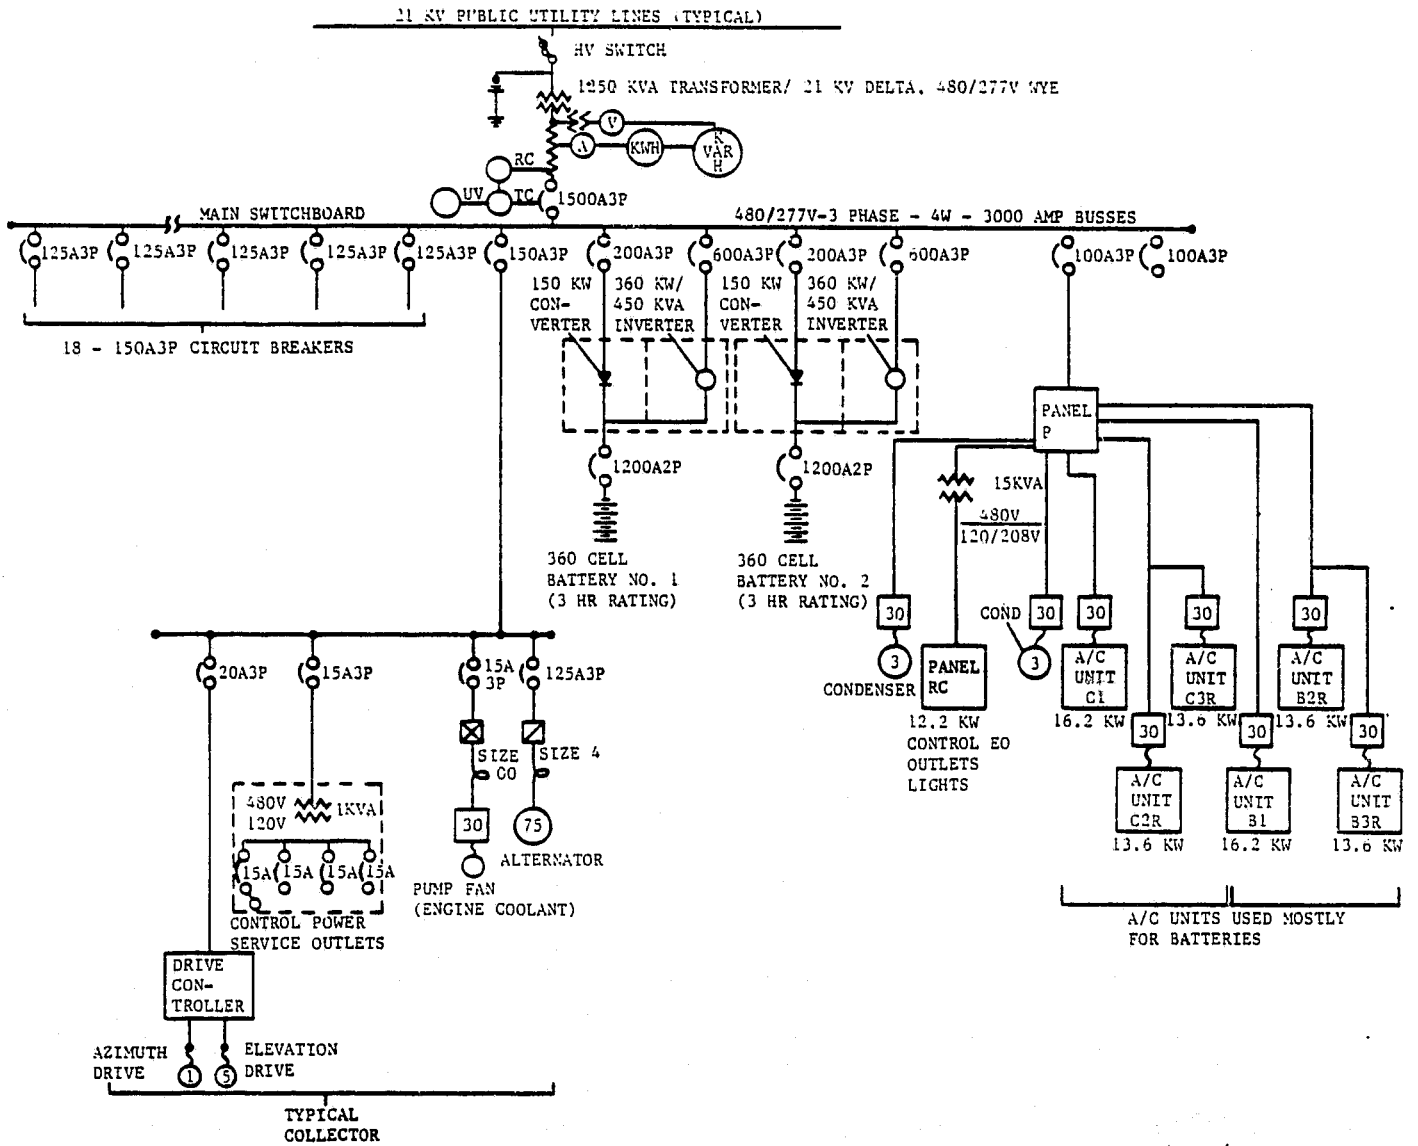 21 KV PUBLIC UTILITY LINES (TYPICAL)
HV SWITCH
1250 KVA TRANSFORMER/ 21 KV DELTA, 480/277V WYE
V
A
KWH
K
VAR
H
RC
UV
TC
1500A3P
MAIN SWITCHBOARD
480/277V-3 PHASE - 4W - 3000 AMP BUSSES
125A3P
125A3P
125A3P
125A3P
125A3P
150A3P
200A3P
600A3P
200A3P
600A3P
100A3P
100A3P
18 - 150A3P CIRCUIT BREAKERS
150 KW
CON-
VERTER
360 KW/
450 KVA
INVERTER
150 KW
CON-
VERTER
360 KW/
450 KVA
INVERTER
1200A2P
1200A2P
360 CELL
BATTERY NO. 1
(3 HR RATING)
360 CELL
BATTERY NO. 2
(3 HR RATING)
PANEL
P
15KVA
480V
120/208V
30
3
CONDENSER
PANEL
RC
12.2 KW
CONTROL EQ
OUTLETS
LIGHTS
COND
30
3
30
A/C
UNIT
C1
16.2 KW
30
A/C
UNIT
C3R
13.6 KW
30
A/C
UNIT
B2R
13.6 KW
30
A/C
UNIT
C2R
13.6 KW
30
A/C
UNIT
B1
16.2 KW
30
A/C
UNIT
B3R
13.6 KW
A/C UNITS USED MOSTLY
FOR BATTERIES
20A3P
15A3P
15A
3P
125A3P
SIZE
00
SIZE 4
30
75
ALTERNATOR
PUMP FAN
(ENGINE COOLANT)
480V
120V
1KVA
15A
15A
15A
15A
CONTROL POWER
SERVICE OUTLETS
DRIVE
CON-
TROLLER
AZIMUTH
DRIVE
1
5
ELEVATION
DRIVE
TYPICAL
COLLECTOR